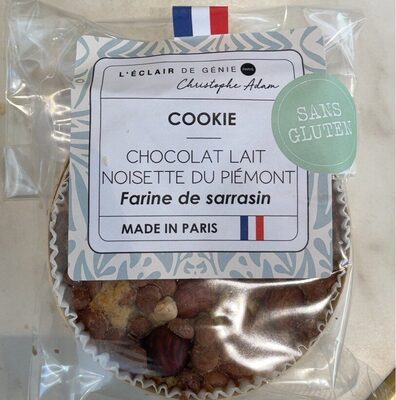 L'ÉCLAIR DE GÉNIE
Christophe Adam
SANS
GLUTEN
COOKIE
CHOCOLAT LAIT
NOISETTE DU PIÉMONT
Farine de sarrasin
MADE IN PARIS